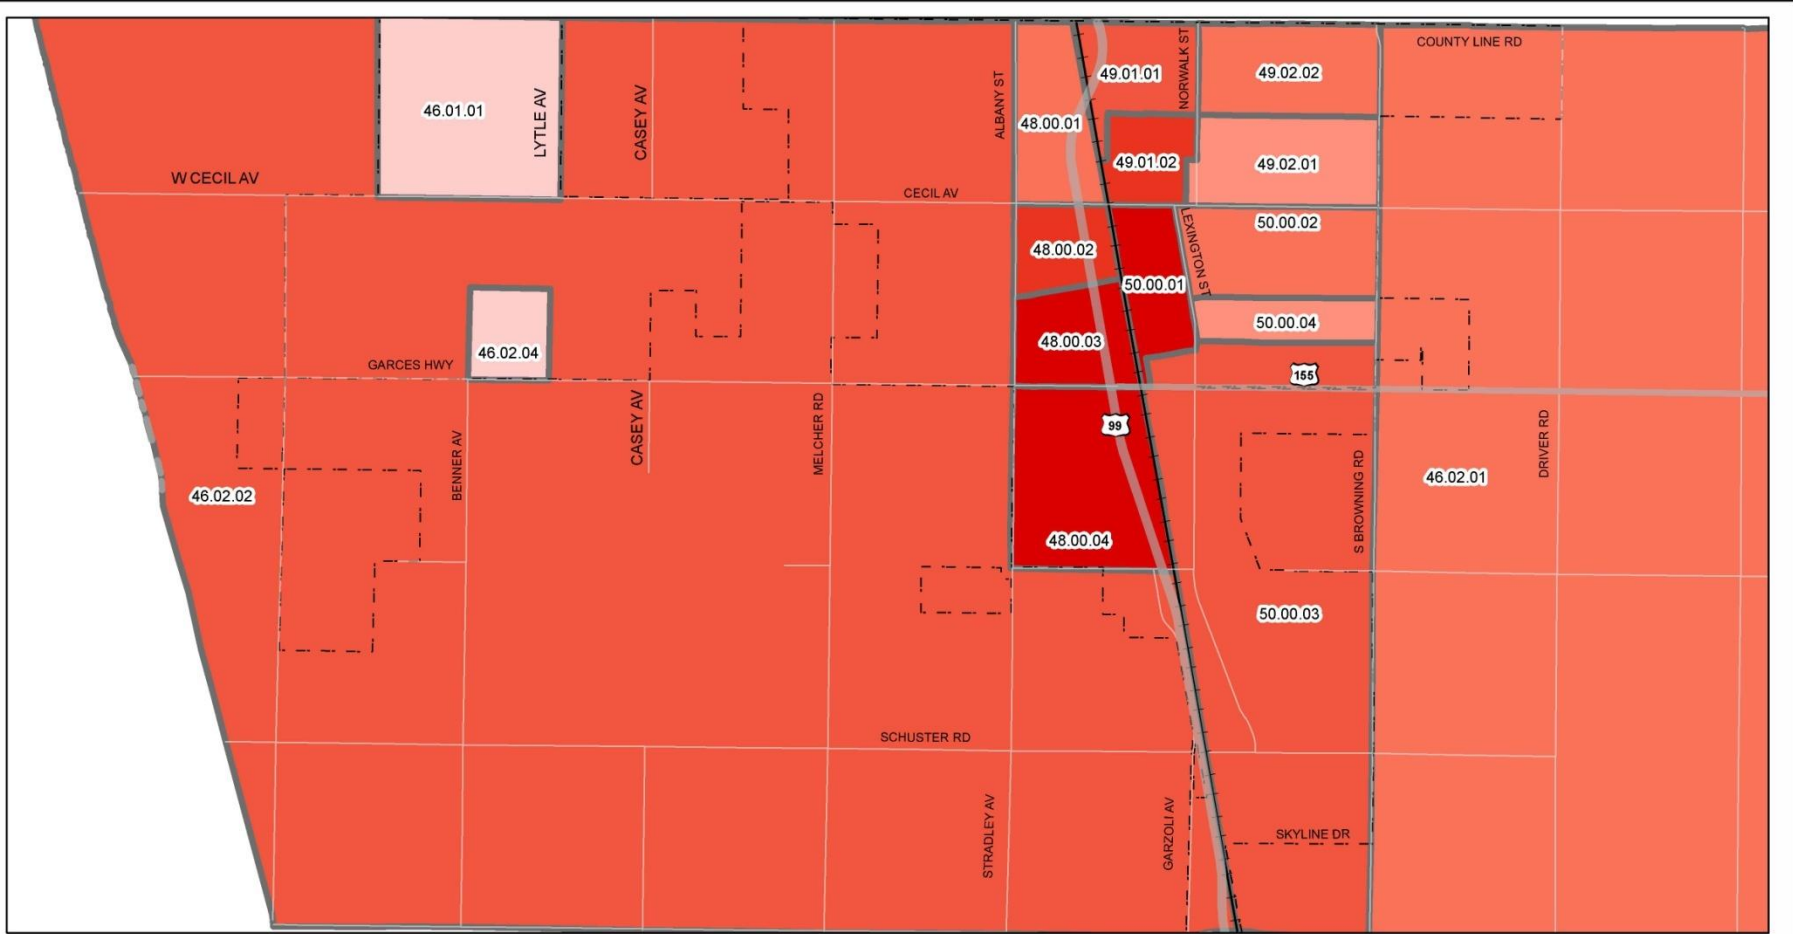 COUNTY LINE RD
46.01.01
LYTLE AV
CASEY AV
ALBANY ST
48.00.01
49.01.01
NORWALK ST
49.02.02
49.01.02
49.02.01
W CECIL AV
CECIL AV
48.00.02
50.00.01
LEXINGTON ST
50.00.02
50.00.04
46.02.04
GARCES HWY
48.00.03
155
99
46.02.02
BENNER AV
CASEY AV
MELCHER RD
48.00.04
S BROWNING RD
46.02.01
DRIVER RD
50.00.03
SCHUSTER RD
STRADLEY AV
GARZOLI AV
SKYLINE DR